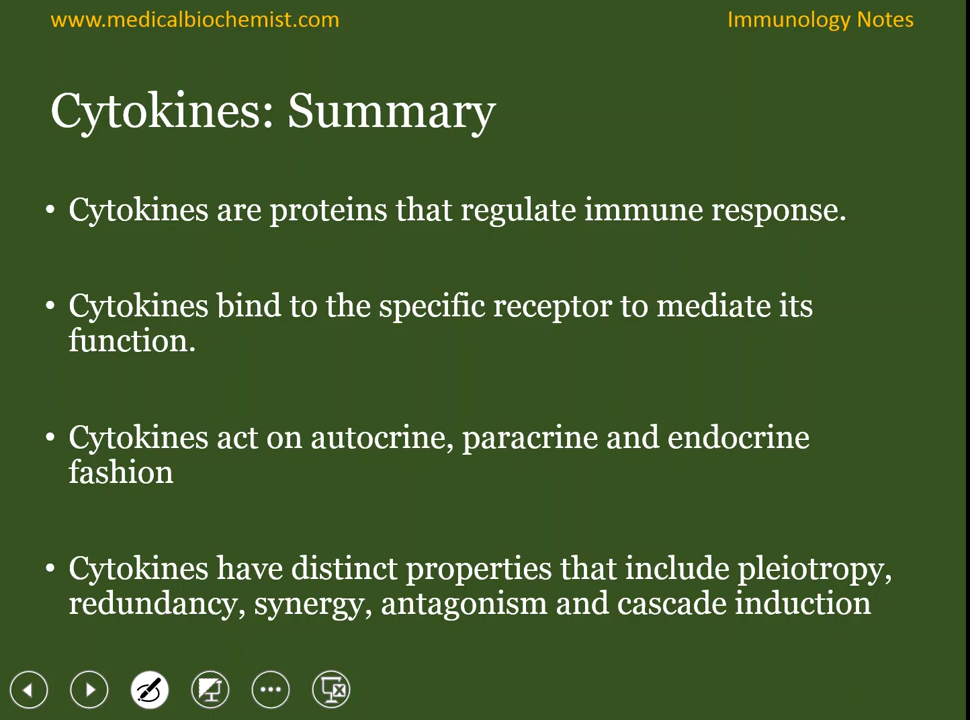 www.medicalbiochemist.com
Immunology Notes
Cytokines: Summary
• Cytokines are proteins that regulate immune response.
• Cytokines bind to the specific receptor to mediate its
function.
• Cytokines act on autocrine, paracrine and endocrine
fashion
• Cytokines have distinct properties that include pleiotropy,
redundancy, synergy, antagonism and cascade induction